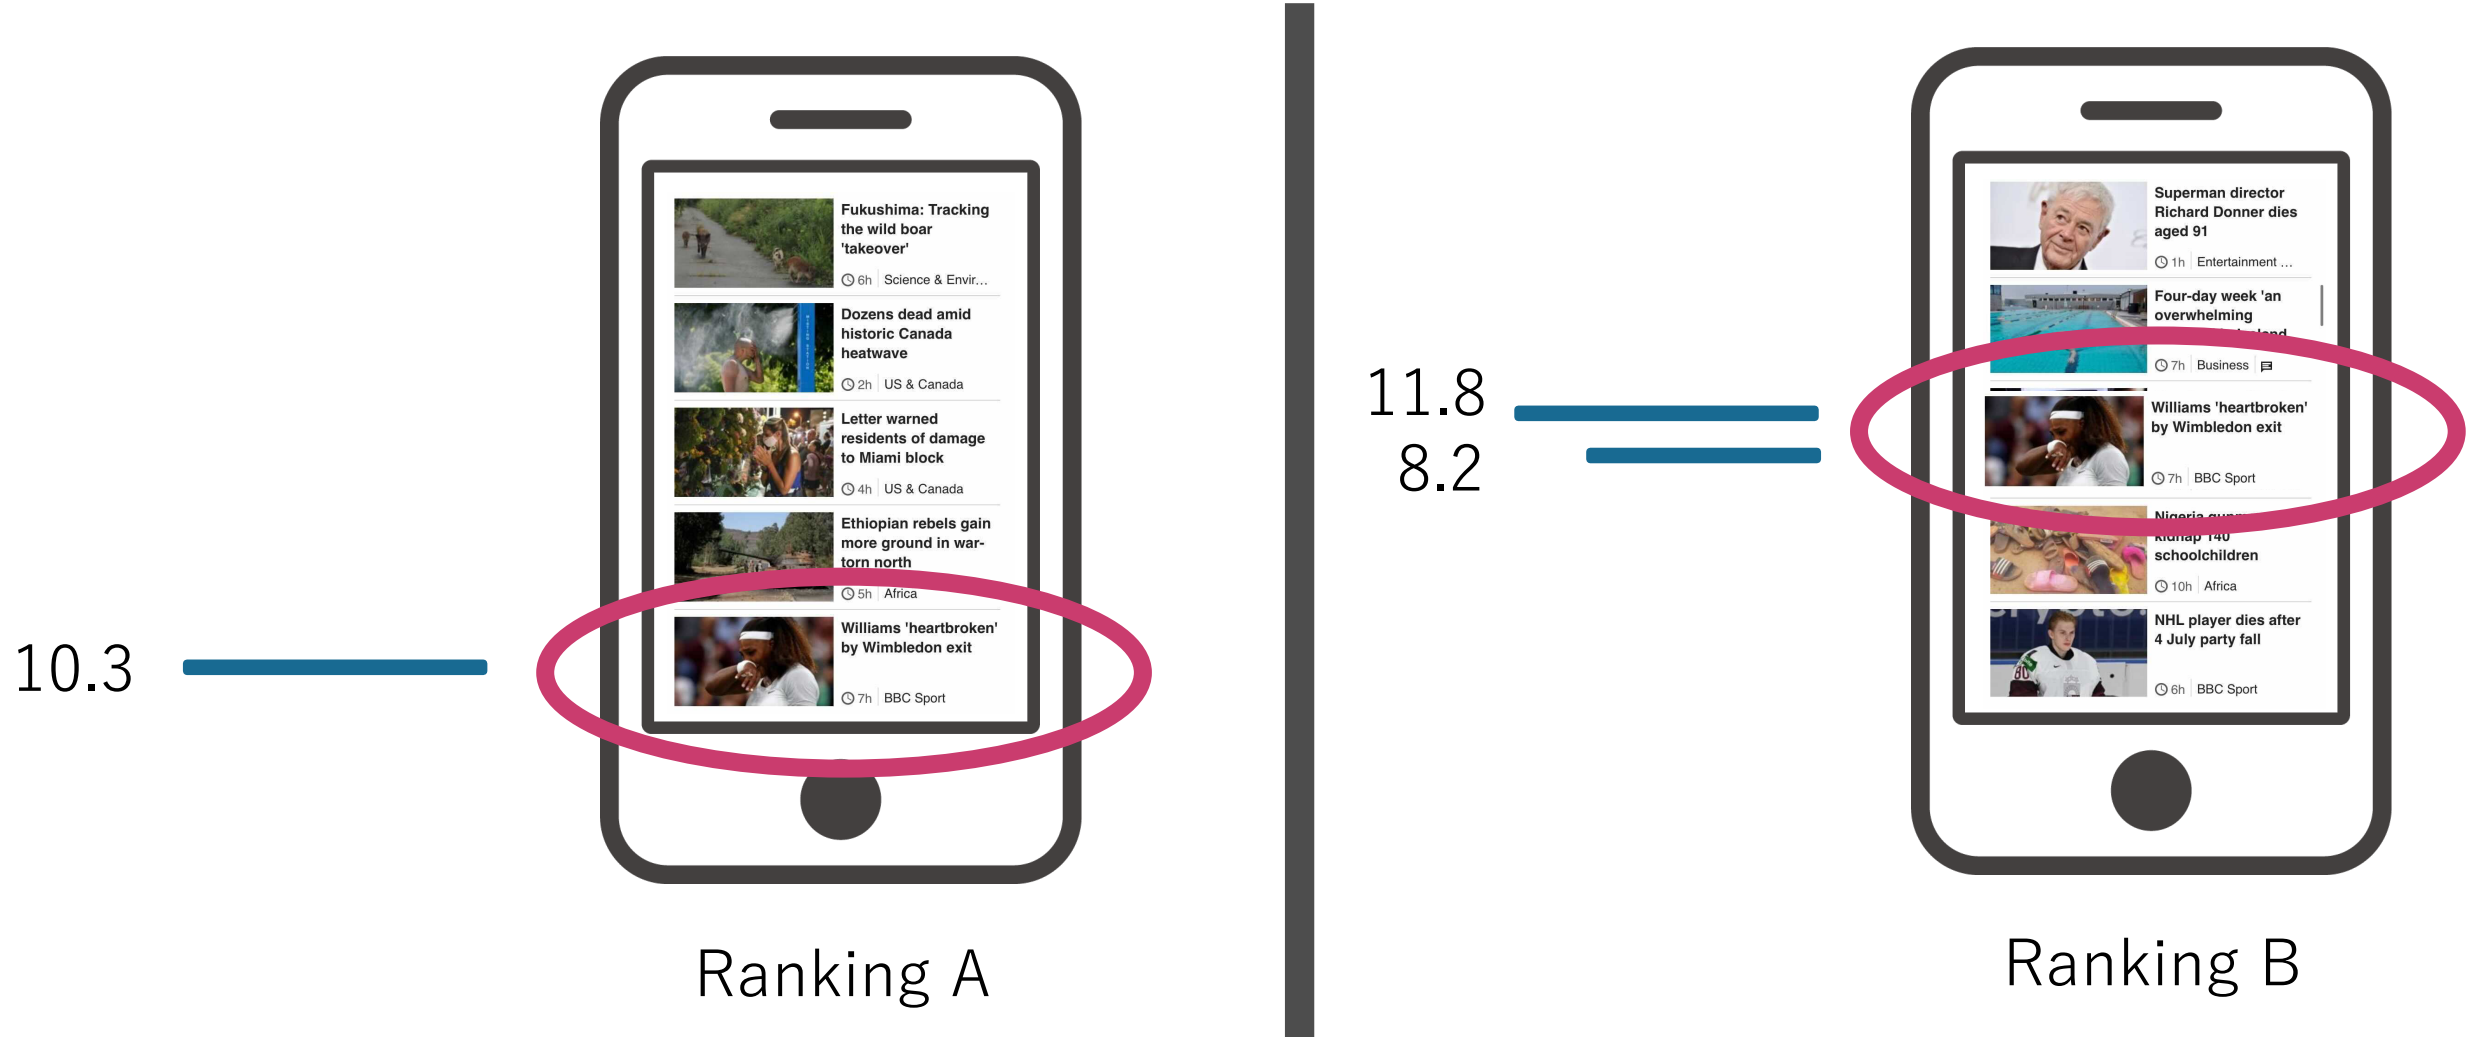 Fukushima: Tracking
the wild boar
'takeover'
6h Science & Envir...
Dozens dead amid
historic Canada
heatwave
2h US & Canada
Letter warned
residents of damage
to Miami block
4h US & Canada
Ethiopian rebels gain
more ground in war-
torn north
5h Africa
Williams 'heartbroken'
by Wimbledon exit
7h BBC Sport
10.3
Ranking A
Superman director
Richard Donner dies
aged 91
1h Entertainment ...
Four-day week 'an
overwhelming
7h Business
Williams 'heartbroken'
by Wimbledon exit
7h BBC Sport
Nigeria
kidnap 140
schoolchildren
10h Africa
NHL player dies after
4 July party fall
6h BBC Sport
11.8
8.2
Ranking B